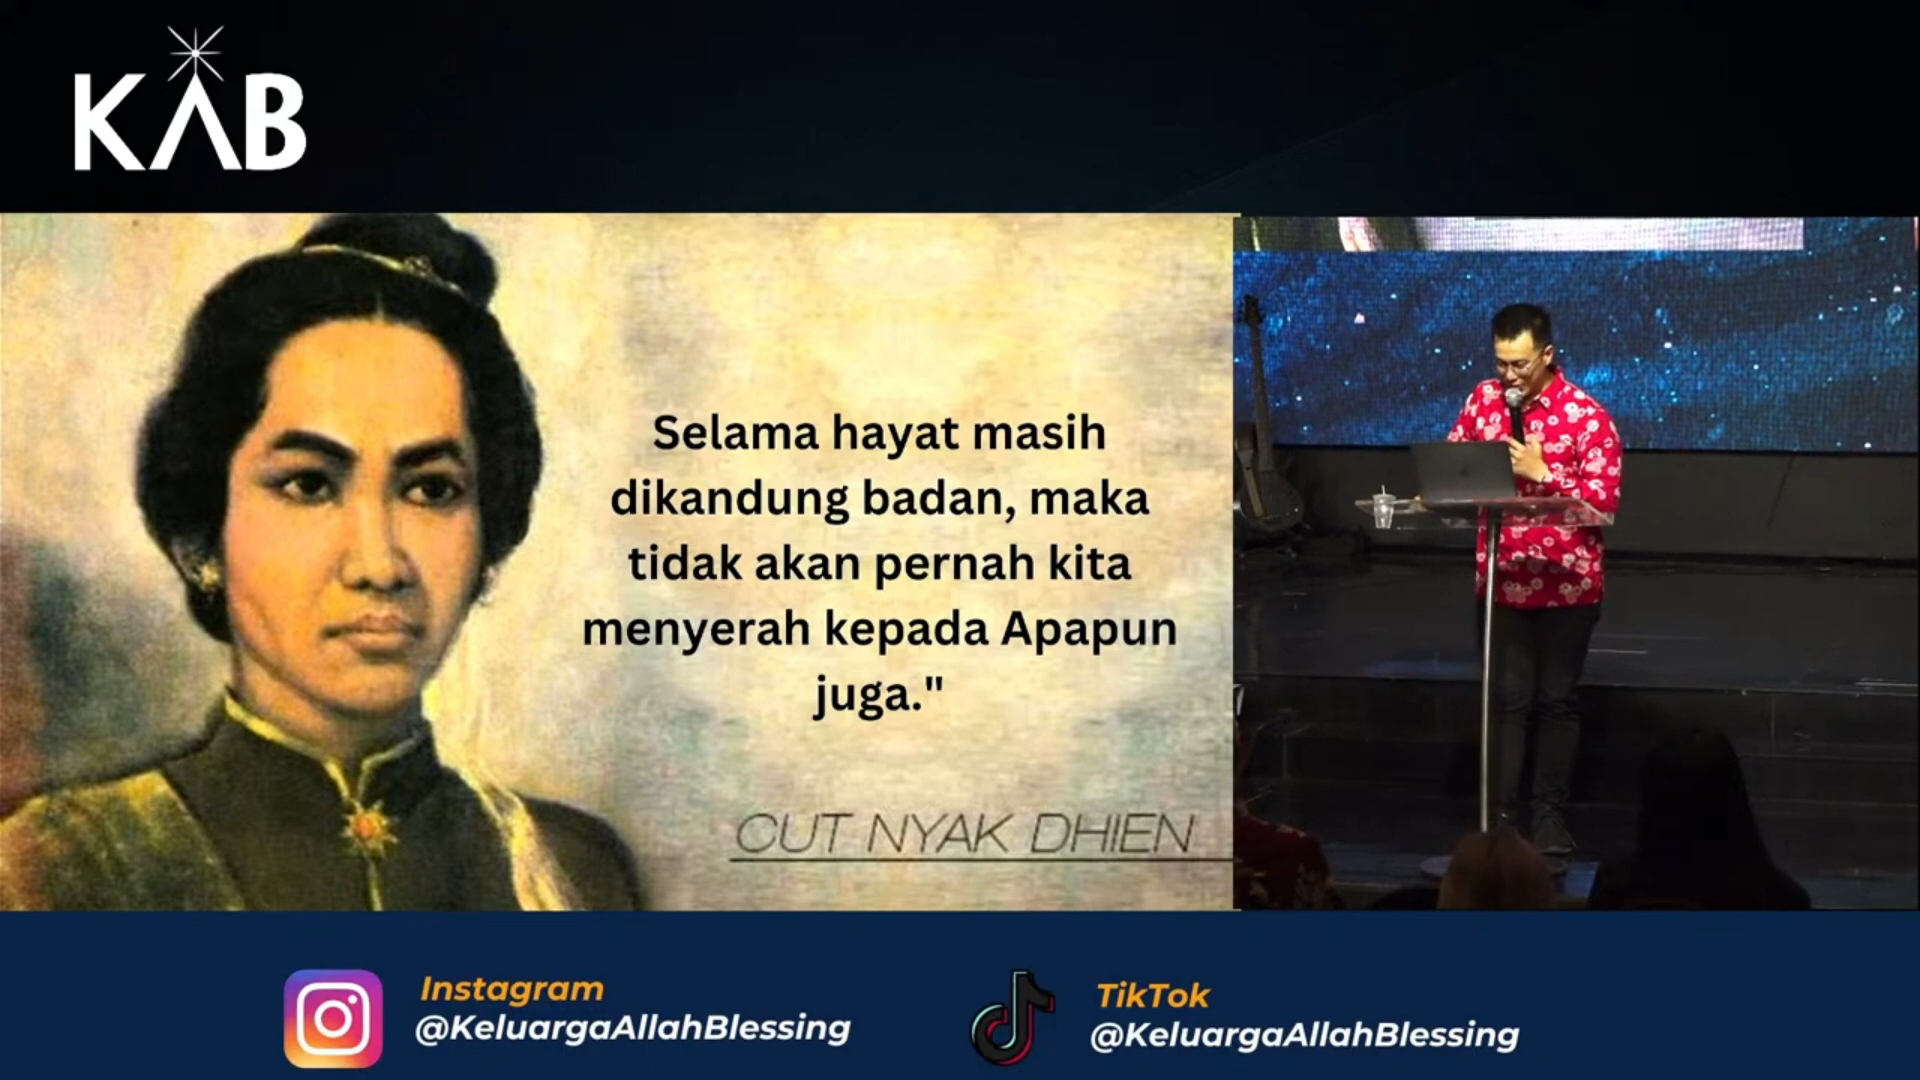 KAB
Selama hayat masih
dikandung badan, maka
tidak akan pernah kita
menyerah kepada Apapun
juga."
CUT NYAK DHIEN
Instagram
@KeluargaAllahBlessing
TikTok
@KeluargaAllahBlessing